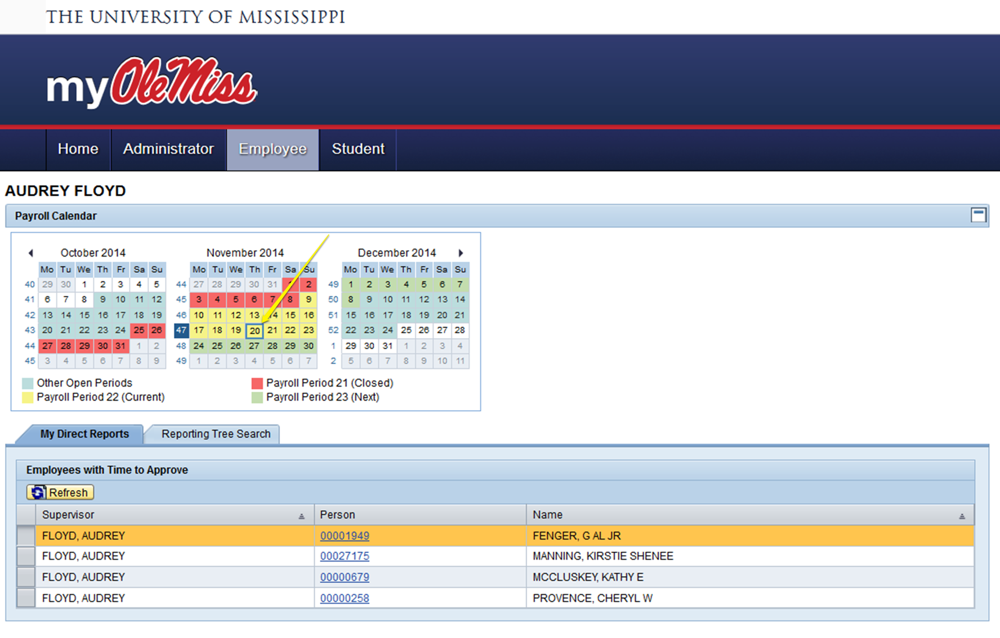 THE UNIVERSITY OF MISSISSIPPI
my Ole Miss
Home Administrator Employee Student
AUDREY FLOYD
Payroll Calendar
October 2014 November 2014 December 2014
Mo Tu We Th Fr Sa Su Mo Tu We Th Fr Sa Su Mo Tu We Th Fr Sa Su
40 29 30 1 2 3 4 5 44 27 28 29 30 31 1 2 49 1 2 3 4 5 6 7
41 6 7 8 9 10 11 12 45 3 4 5 6 7 8 9 50 8 9 10 11 12 13 14
42 13 14 15 16 17 18 19 46 10 11 12 13 14 15 16 51 15 16 17 18 19 20 21
43 20 21 22 23 24 25 26 47 17 18 19 20 21 22 23 52 22 23 24 25 26 27 28
44 27 28 29 30 31 1 2 48 24 25 26 27 28 29 30 1 29 30 31 1 2 3 4
45 3 4 5 6 7 8 9 49 1 2 3 4 5 6 7 2 5 6 7 8 9 10 11
Other Open Periods Payroll Period 21 (Closed)
Payroll Period 22 (Current) Payroll Period 23 (Next)
My Direct Reports Reporting Tree Search
Employees with Time to Approve
Refresh
Supervisor Person Name
FLOYD, AUDREY 00001949 FENGER, G AL JR
FLOYD, AUDREY 00027175 MANNING, KIRSTIE SHENEE
FLOYD, AUDREY 00000679 MCCLUSKEY, KATHY E
FLOYD, AUDREY 00000258 PROVENCE, CHERYL W